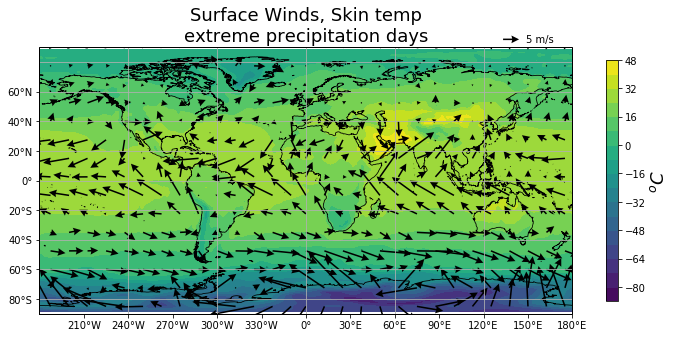 Surface Winds, Skin temp
extreme precipitation days
5 m/s
60°N
40°N
20°N
0°
20°S
40°S
60°S
80°S
210°W 240°W 270°W 300°W 330°W 0° 30°E 60°E 90°E 120°E 150°E 180°E
48
32
16
0
−16
−32
−48
−64
−80
°C